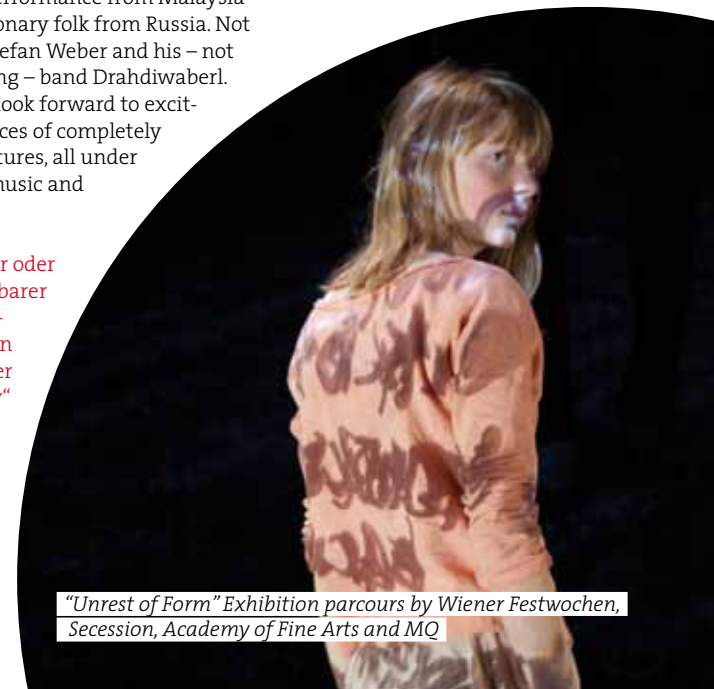 erformance from Malaysia
onary folk from Russia. Not
efan Weber and his – not
ng – band Drahdiwaberl.
look forward to excit-
ces of completely
tures, all under
music and
r oder
barer
-
n
er
“
“Unrest of Form” Exhibition parcours by Wiener Festwochen,
Secession, Academy of Fine Arts and MQ